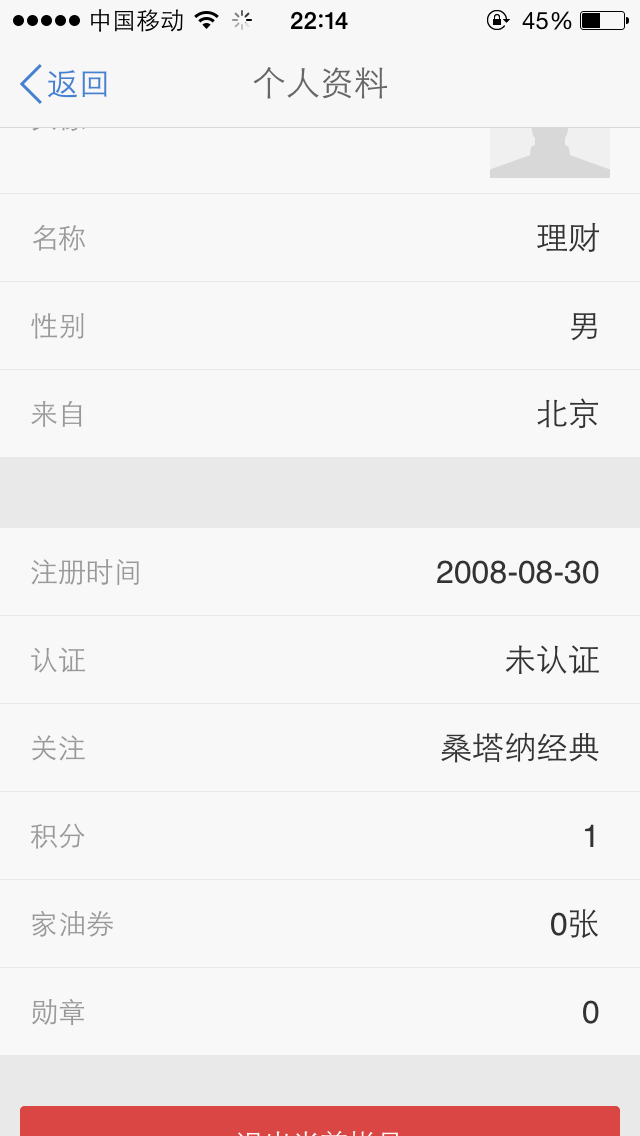 中国移动 22:14 45%
返回 个人资料
名称 理财
性别 男
来自 北京
注册时间 2008-08-30
认证 未认证
关注 桑塔纳经典
积分 1
家油券 0张
勋章 0